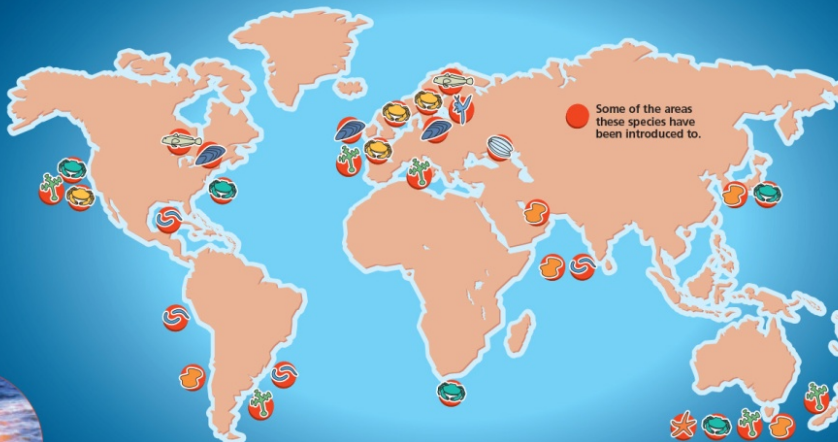 Some of the areas
these species have
been introduced to.